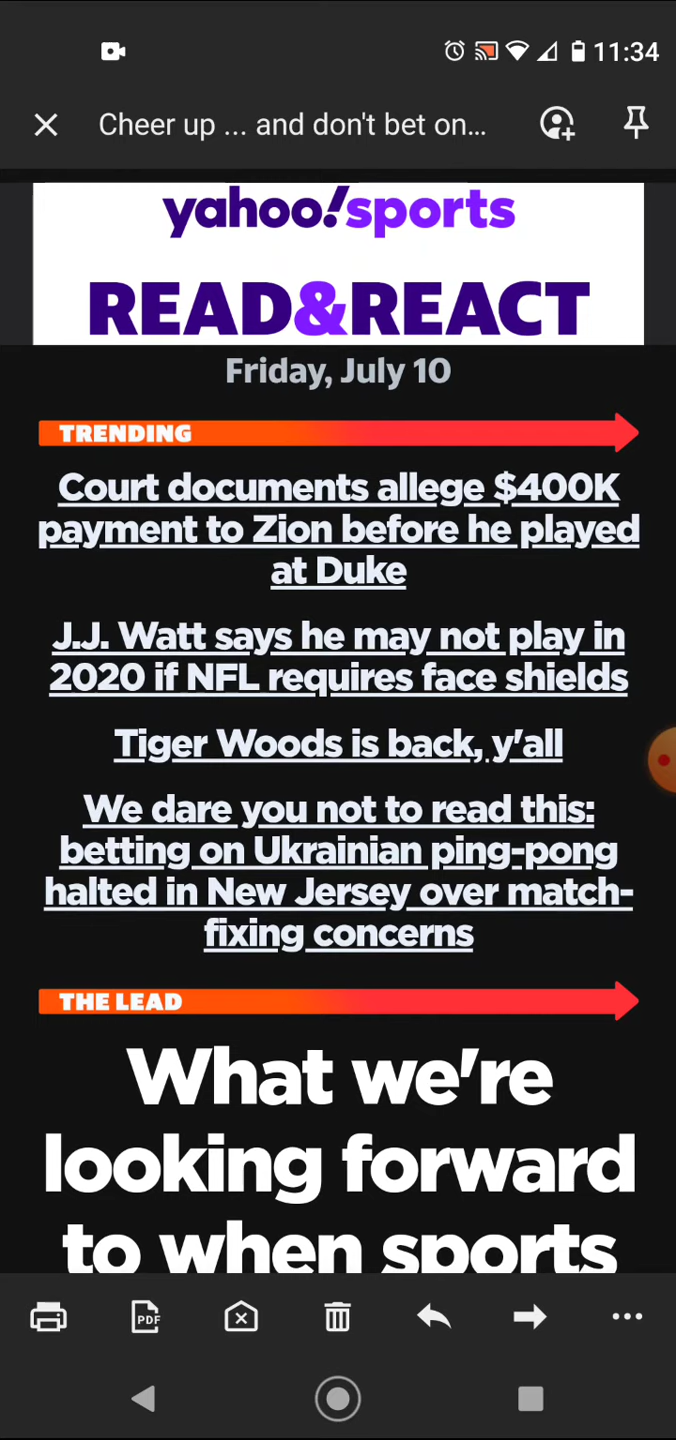 11:34
Cheer up ... and don't bet on...
yahoo!sports
READ&REACT
Friday, July 10
TRENDING
Court documents allege $400K
payment to Zion before he played
at Duke
J.J. Watt says he may not play in
2020 if NFL requires face shields
Tiger Woods is back, y'all
We dare you not to read this:
betting on Ukrainian ping-pong
halted in New Jersey over match-
fixing concerns
THE LEAD
What we're
looking forward
to when sports
PDF